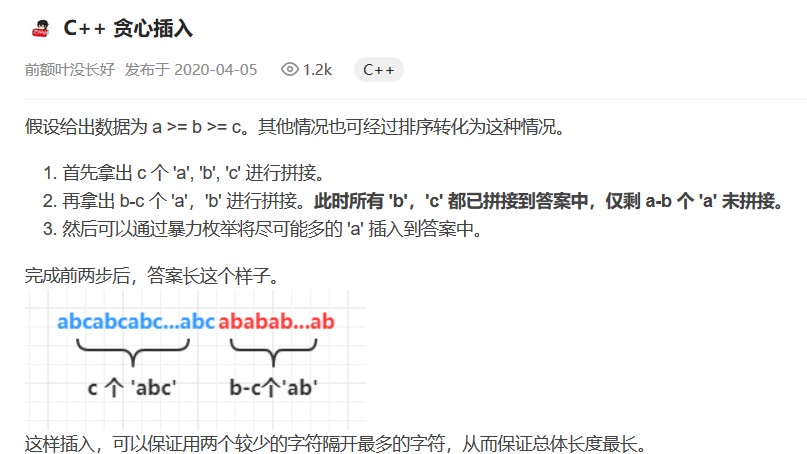 C++ 贪心插入
前额叶没长好 发布于 2020-04-05 1.2k C++
假设给出数据为 a >= b >= c。其他情况也可经过排序转化为这种情况。
1. 首先拿出 c 个 'a', 'b', 'c' 进行拼接。
2. 再拿出 b-c 个 'a'，'b' 进行拼接。此时所有 'b'，'c' 都已拼接到答案中，仅剩 a-b 个 'a' 未拼接。
3. 然后可以通过暴力枚举将尽可能多的 'a' 插入到答案中。
完成前两步后，答案长这个样子。
abcabcabc...abc ababab...ab
c 个 'abc' b-c个'ab'
这样插入，可以保证用两个较少的字符隔开最多的字符，从而保证总体长度最长。